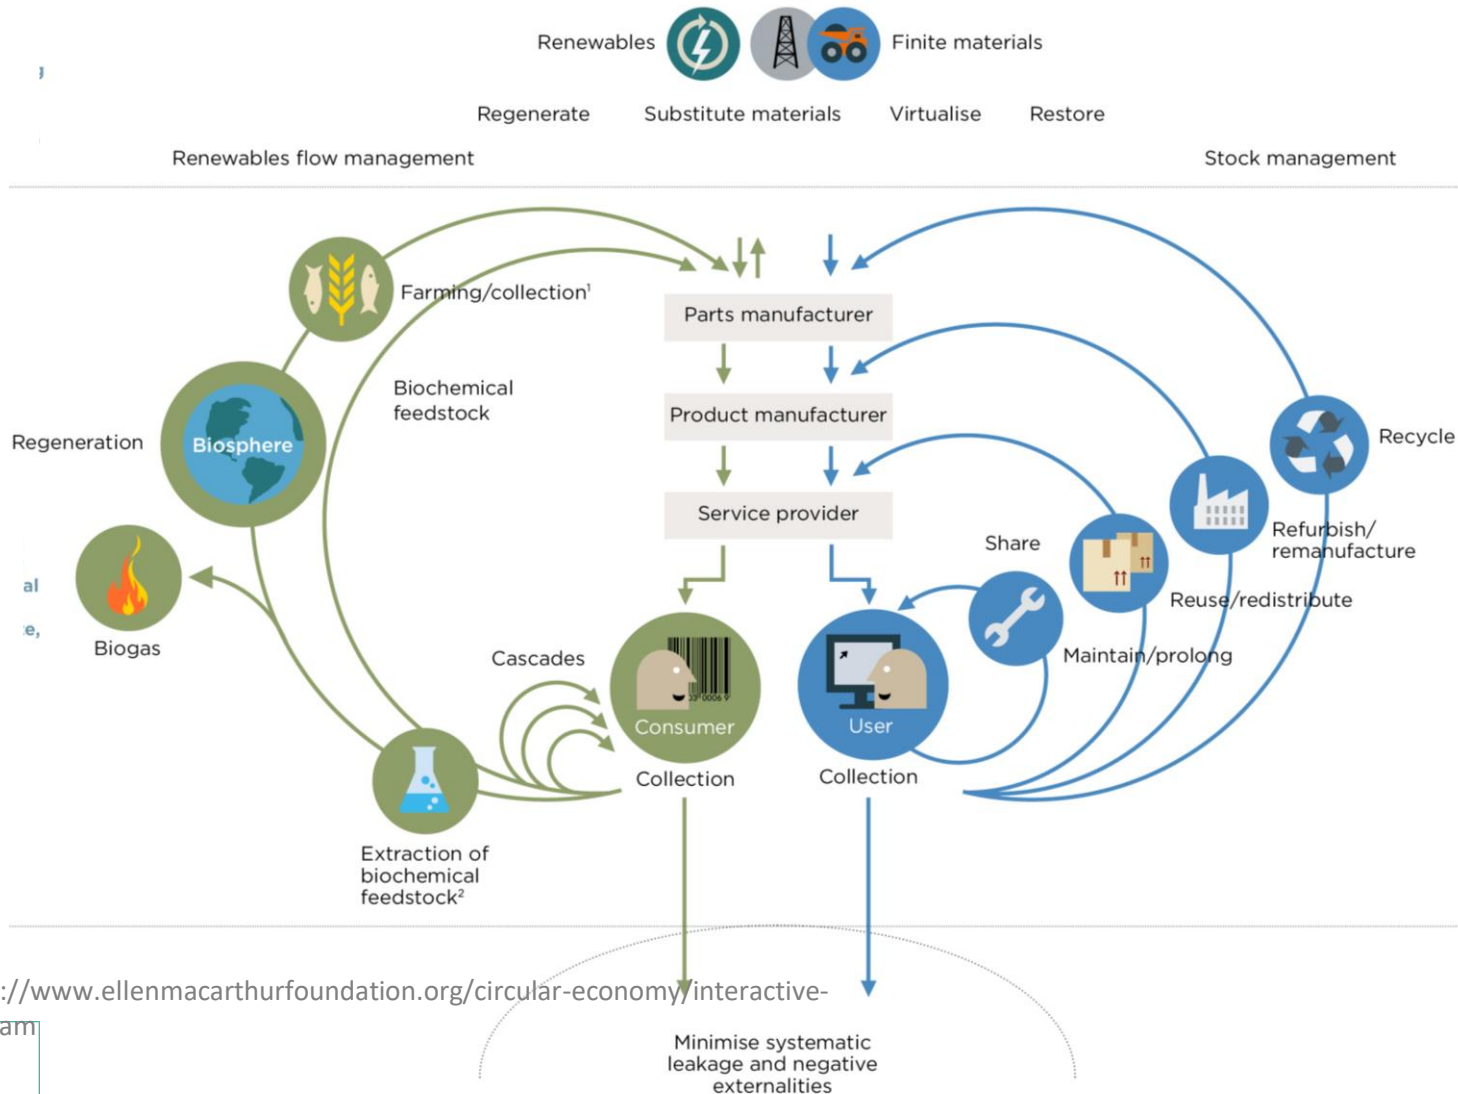 Renewables
Finite materials
Regenerate
Substitute materials
Virtualise
Restore
Renewables flow management
Stock management
Farming/collection¹
Parts manufacturer
Biochemical
feedstock
Product manufacturer
Regeneration
Biosphere
Recycle
Service provider
Share
Refurbish/
remanufacture
al
Reuse/redistribute
e,
Biogas
Cascades
Maintain/prolong
Consumer
User
Collection
Collection
Extraction of
biochemical
feedstock²
://www.ellenmacarthurfoundation.org/circular-economy/interactive-
am
Minimise systematic
leakage and negative
externalities